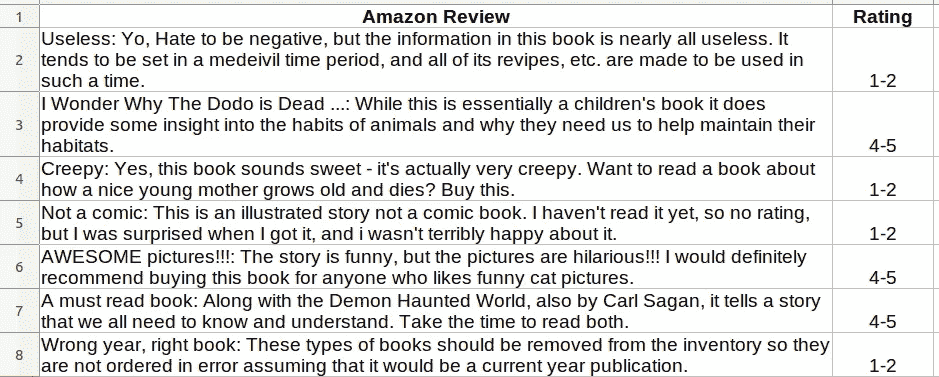 1 Amazon Review Rating
2 Useless: Yo, Hate to be negative, but the information in this book is nearly all useless. It
tends to be set in a medeivil time period, and all of its revipes, etc. are made to be used in
such a time. 1-2
3 I Wonder Why The Dodo is Dead ...: While this is essentially a children's book it does
provide some insight into the habits of animals and why they need us to help maintain their
habitats. 4-5
4 Creepy: Yes, this book sounds sweet - it's actually very creepy. Want to read a book about
how a nice young mother grows old and dies? Buy this. 1-2
5 Not a comic: This is an illustrated story not a comic book. I haven't read it yet, so no rating,
but I was surprised when I got it, and i wasn't terribly happy about it. 1-2
6 AWESOME pictures!!!: The story is funny, but the pictures are hilarious!!! I would definitely
recommend buying this book for anyone who likes funny cat pictures. 4-5
7 A must read book: Along with the Demon Haunted World, also by Carl Sagan, it tells a story
that we all need to know and understand. Take the time to read both. 4-5
8 Wrong year, right book: These types of books should be removed from the inventory so they
are not ordered in error assuming that it would be a current year publication. 1-2